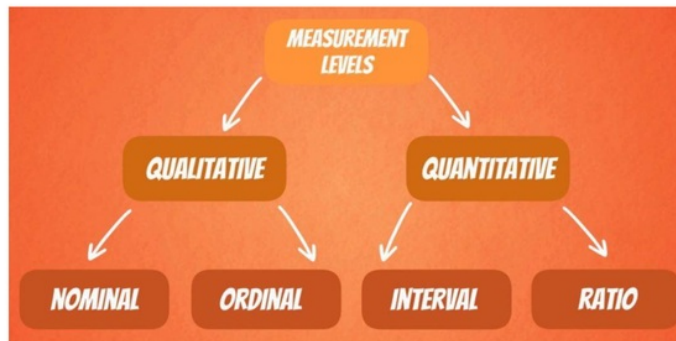 MEASUREMENT
LEVELS
QUALITATIVE
QUANTITATIVE
NOMINAL
ORDINAL
INTERVAL
RATIO